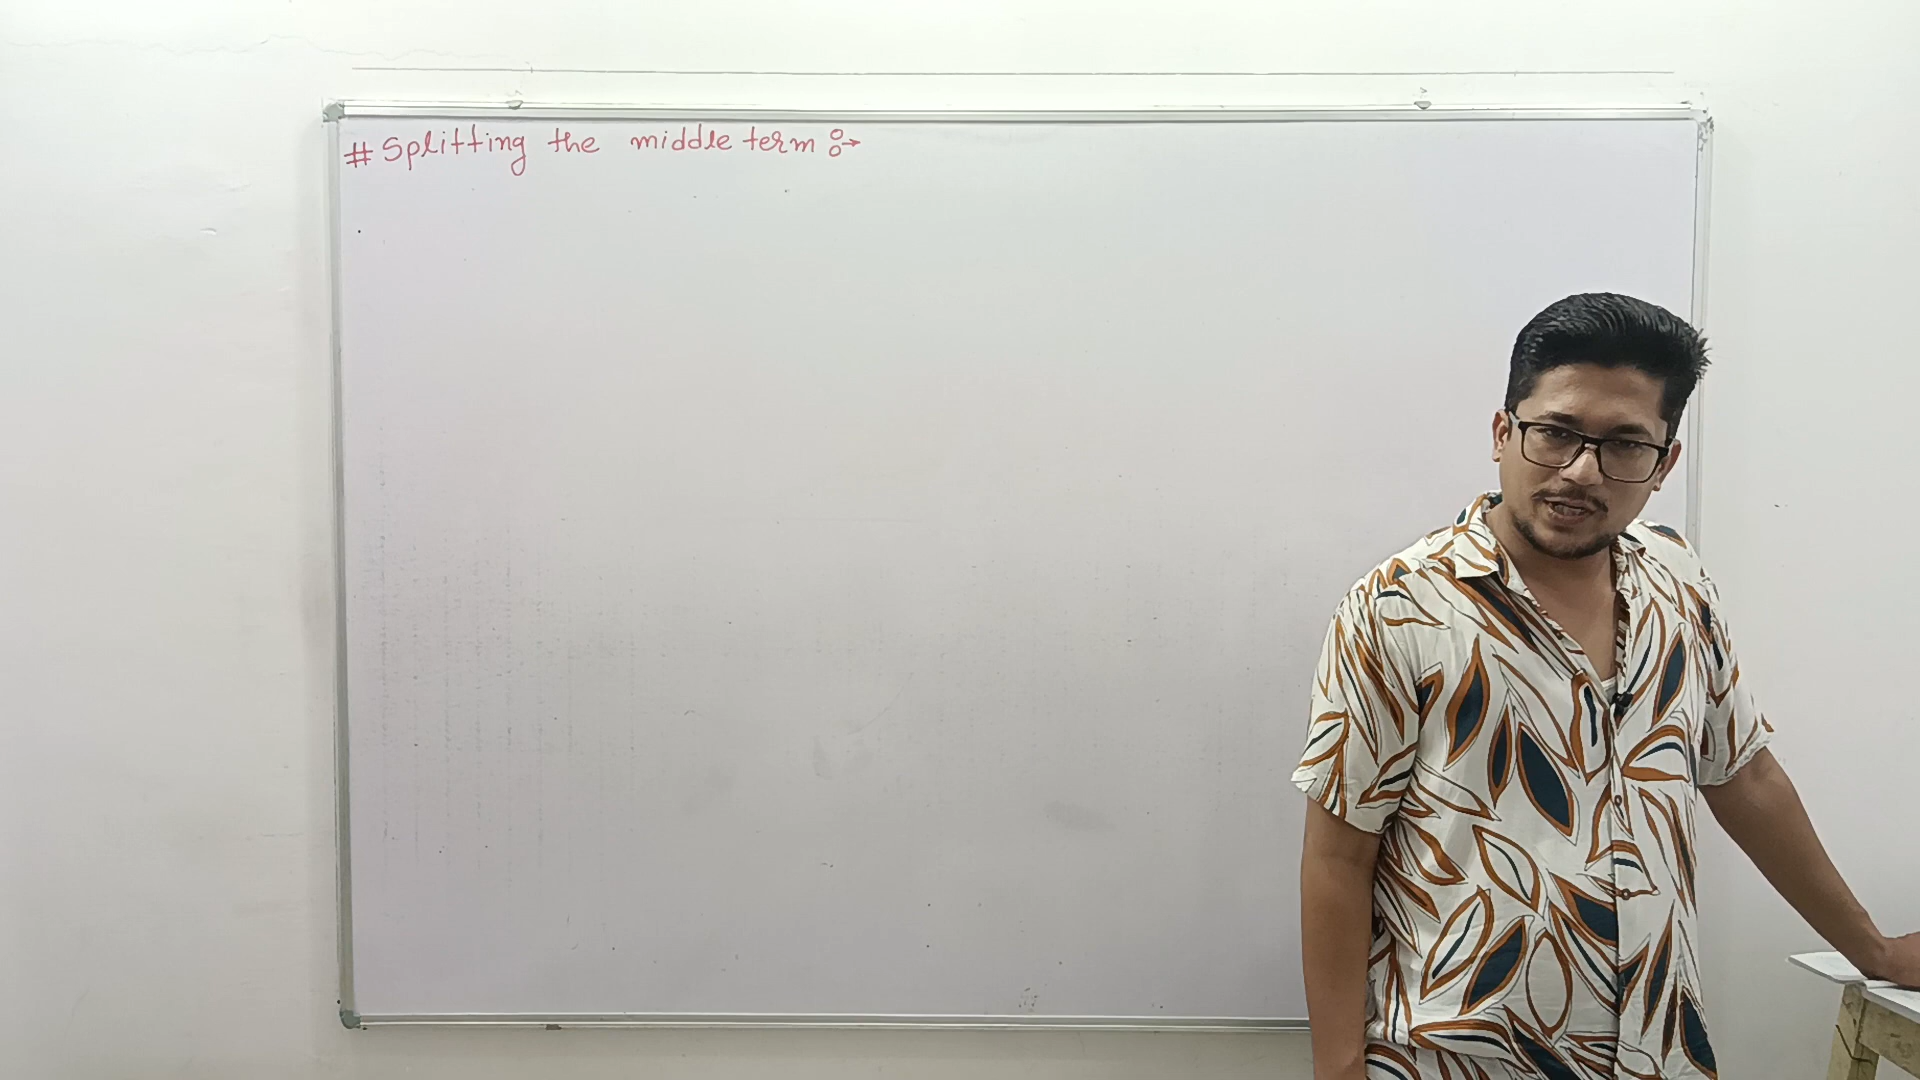 # Splitting the middle term :→